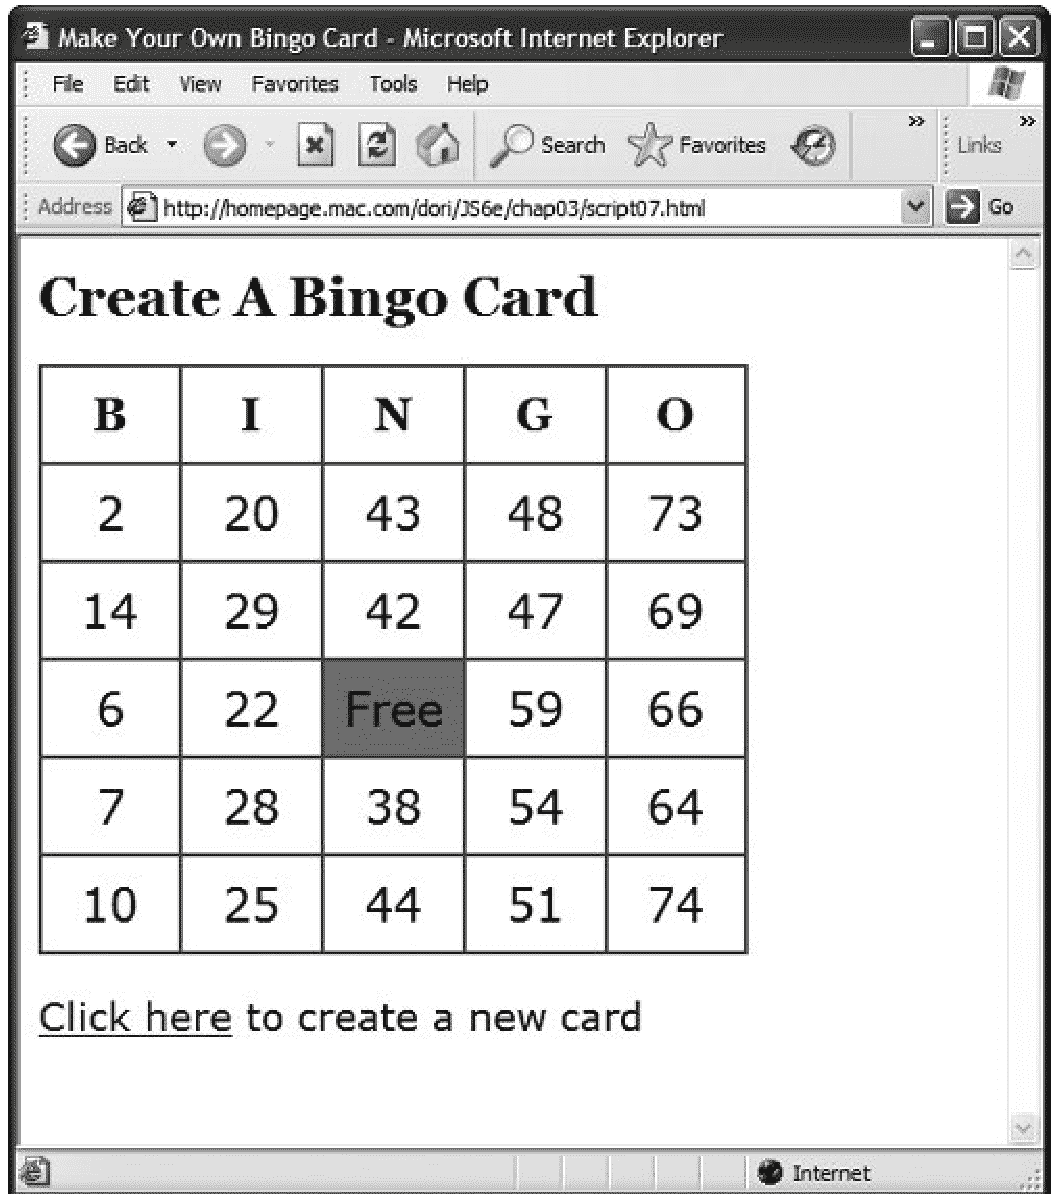 Make Your Own Bingo Card - Microsoft Internet Explorer
File Edit View Favorites Tools Help
Back Search Favorites » Links »
Address http://homepage.mac.com/dori/JS6e/chap03/script07.html Go
Create A Bingo Card
B I N G O
2 20 43 48 73
14 29 42 47 69
6 22 Free 59 66
7 28 38 54 64
10 25 44 51 74
Click here to create a new card
Internet